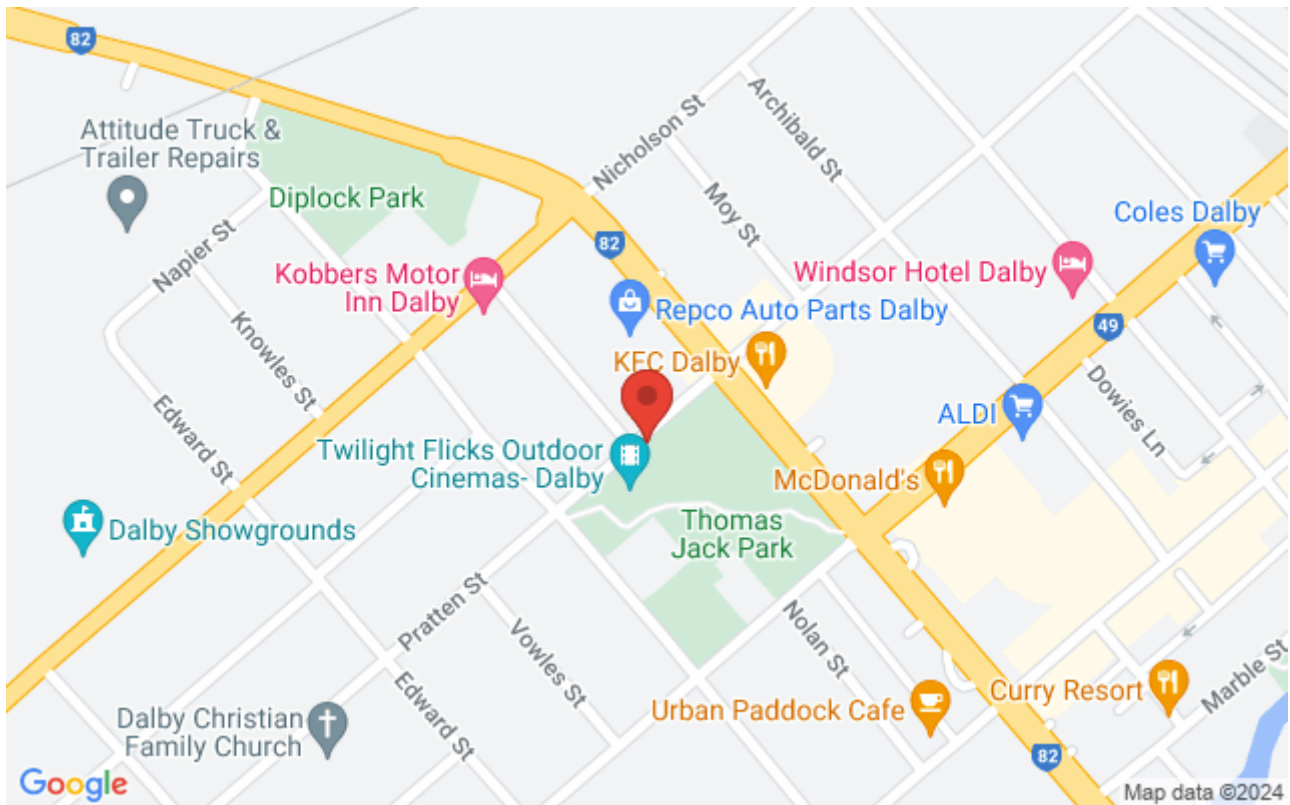 82
Attitude Truck &
Trailer Repairs
Nicholson St
Archibald St
Diplock Park
Moy St
Coles Dalby
Napier St
82
Kobbers Motor
Inn Dalby
Windsor Hotel Dalby
Repco Auto Parts Dalby
49
Knowles St
KFC Dalby
Dowies Ln
ALDI
Edward St
Twilight Flicks Outdoor
Cinemas- Dalby
McDonald's
Dalby Showgrounds
Thomas
Jack Park
Pratten St
Vowles St
Nolan St
Edward St
Urban Paddock Cafe
Curry Resort
Marble St
Dalby Christian
Family Church
82
Google
Map data ©2024